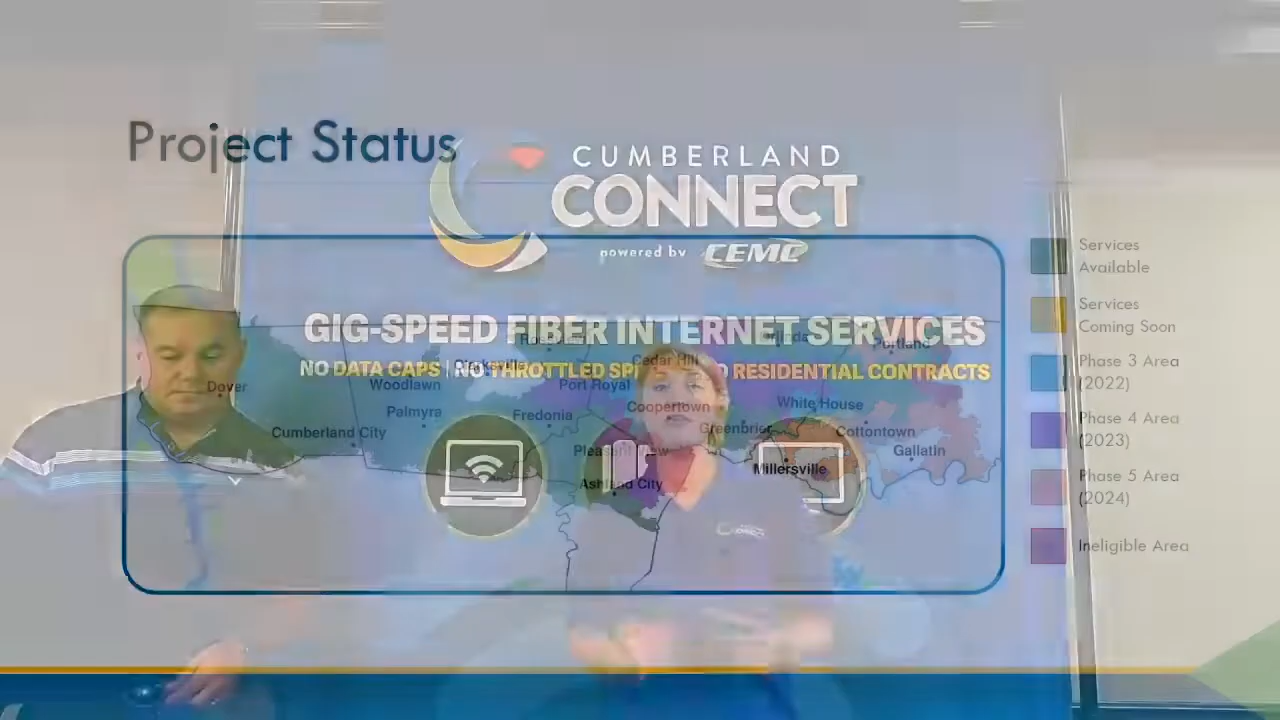 Project Status
CUMBERLAND
CONNECT
powered by CEMC
Services
Available
GIG-SPEED FIBER INTERNET SERVICES
NO DATA CAPS | NO THROTTLED RESIDENTIAL CONTRACTS
Services
Coming Soon
Phase 3 Area
(2022)
Phase 4 Area
(2023)
Phase 5 Area
(2024)
Ineligible Area
Portland
Clarksville
Cedar Hill
Dover
Woodlawn
Port Royal
Palmyra
Fredonia
Coopertown
White House
Cumberland City
Greenbrier
Cottontown
Pleasant View
Gallatin
Millersville
Ashland City